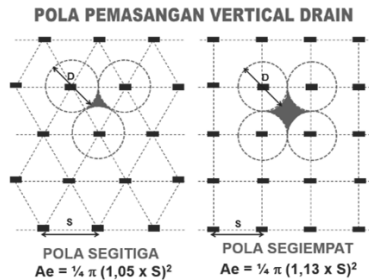 POLA PEMASANGAN VERTICAL DRAIN
D
D
S
S
POLA SEGITIGA
Ae = ¼ π (1,05 x S)²
POLA SEGIEMPAT
Ae = ¼ π (1,13 x S)²